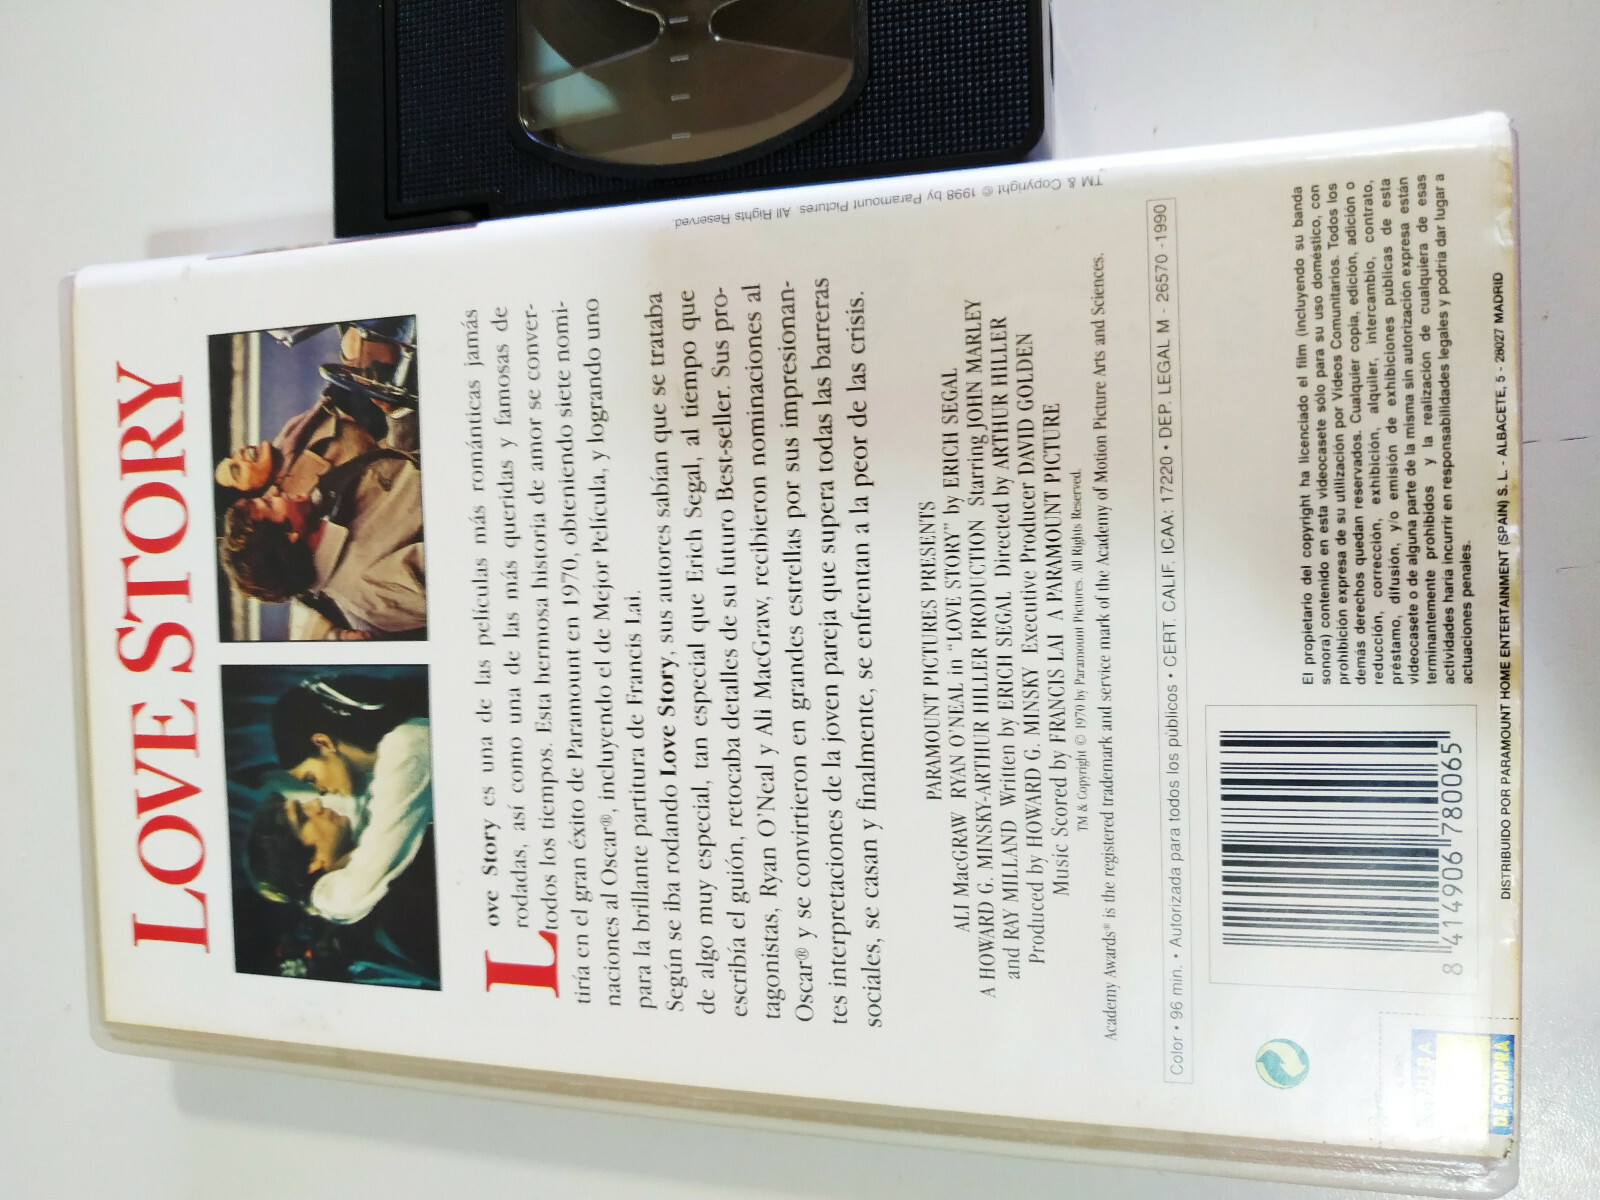 LOVE STORY
Love Story es una de las películas más románticas jamás
rodadas, así como una de las más queridas y famosas de
todos los tiempos. Esta hermosa historia de amor se conver-
tiría en el gran éxito de Paramount en 1970, obteniendo siete nomi-
naciones al Oscar®, incluyendo el de Mejor Película, y logrando uno
para la brillante partitura de Francis Lai.
Según se iba rodando Love Story, sus autores sabían que se trataba
de algo muy especial, tan especial que Erich Segal, al tiempo que
escribía el guión, retocaba detalles de su futuro Best-seller. Sus pro-
tagonistas, Ryan O'Neal y Ali MacGraw, recibieron nominaciones al
Oscar® y se convirtieron en grandes estrellas por sus impresionan-
tes interpretaciones de la joven pareja que supera todas las barreras
sociales, se casan y finalmente, se enfrentan a la peor de las crisis.
PARAMOUNT PICTURES PRESENTS
ALI MacGRAW RYAN O'NEAL in "LOVE STORY" by ERICH SEGAL
A HOWARD G. MINSKY-ARTHUR HILLER PRODUCTION Starring JOHN MARLEY
and RAY MILLAND Written by ERICH SEGAL Directed by ARTHUR HILLER
Produced by HOWARD G. MINSKY Executive Producer DAVID GOLDEN
Music Scored by FRANCIS LAI A PARAMOUNT PICTURE
TM & Copyright © 1970 by Paramount Pictures. All Rights Reserved.
Academy Awards® is the registered trademark and service mark of the Academy of Motion Picture Arts and Sciences.
TM & Copyright © 1998 by Paramount Pictures. All Rights Reserved.
Color • 96 min. • Autorizada para todos los públicos • CERT. CALIF. ICAA: 17220 • DEP. LEGAL M - 26570 -1990
El propietario del copyright ha licenciado el film (incluyendo su banda
sonora) contenido en esta videocasete sólo para su uso doméstico, con
prohibición expresa de su utilización por Vídeos Comunitarios. Todos los
demás derechos quedan reservados. Cualquier copia, edición, adición o
reducción, corrección, exhibición, alquiler, intercambio, contrato,
préstamo, difusión, y/o emisión de exhibiciones públicas de esta
videocasete o de alguna parte de la misma sin autorización expresa están
terminantemente prohibidos y la realización de cualquiera de esas
actividades haría incurrir en responsabilidades legales y podría dar lugar a
actuaciones penales.
8 414906 780065
DISTRIBUIDO POR PARAMOUNT HOME ENTERTAINMENT (SPAIN) S. L. - ALBACETE, 5 - 28027 MADRID
DE COMPRA